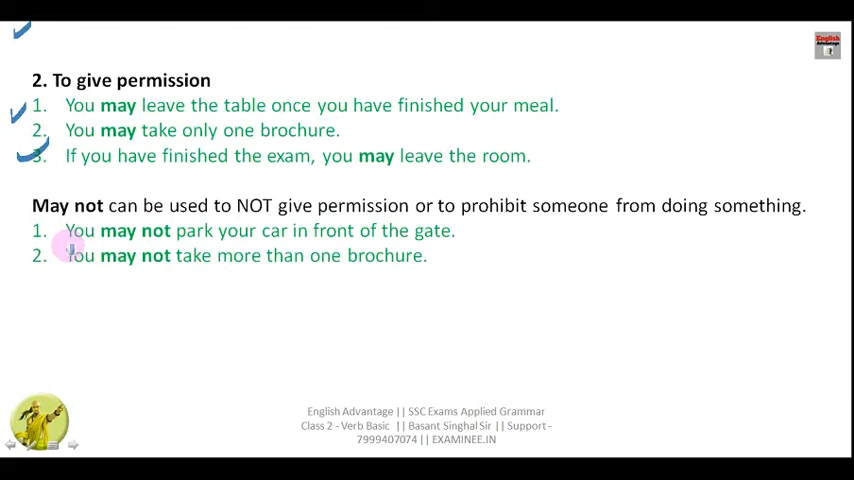 English
Advantage
2. To give permission
1. You may leave the table once you have finished your meal.
2. You may take only one brochure.
3. If you have finished the exam, you may leave the room.
May not can be used to NOT give permission or to prohibit someone from doing something.
1. You may not park your car in front of the gate.
2. You may not take more than one brochure.
English Advantage || SSC Exams Applied Grammar
Class 2 - Verb Basic || Basant Singhal Sir || Support -
7999407074 || EXAMINEE.IN